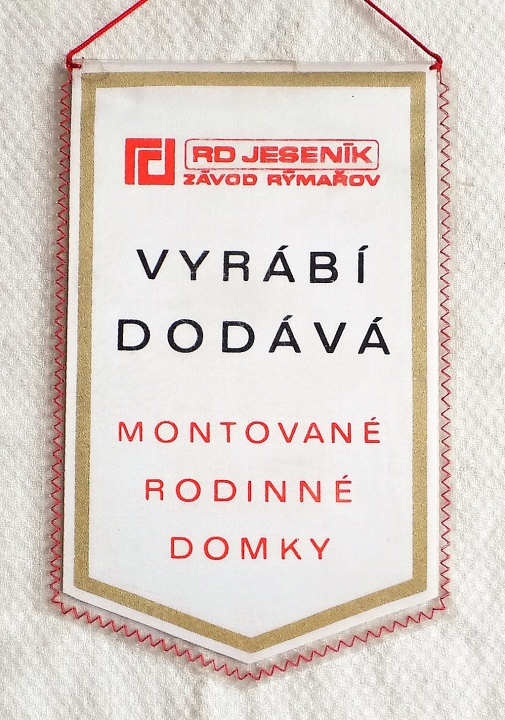 RD JESENÍK
ZÁVOD RÝMAŘOV
VYRÁBÍ
DODÁVÁ
MONTOVANÉ
RODINNÉ
DOMKY